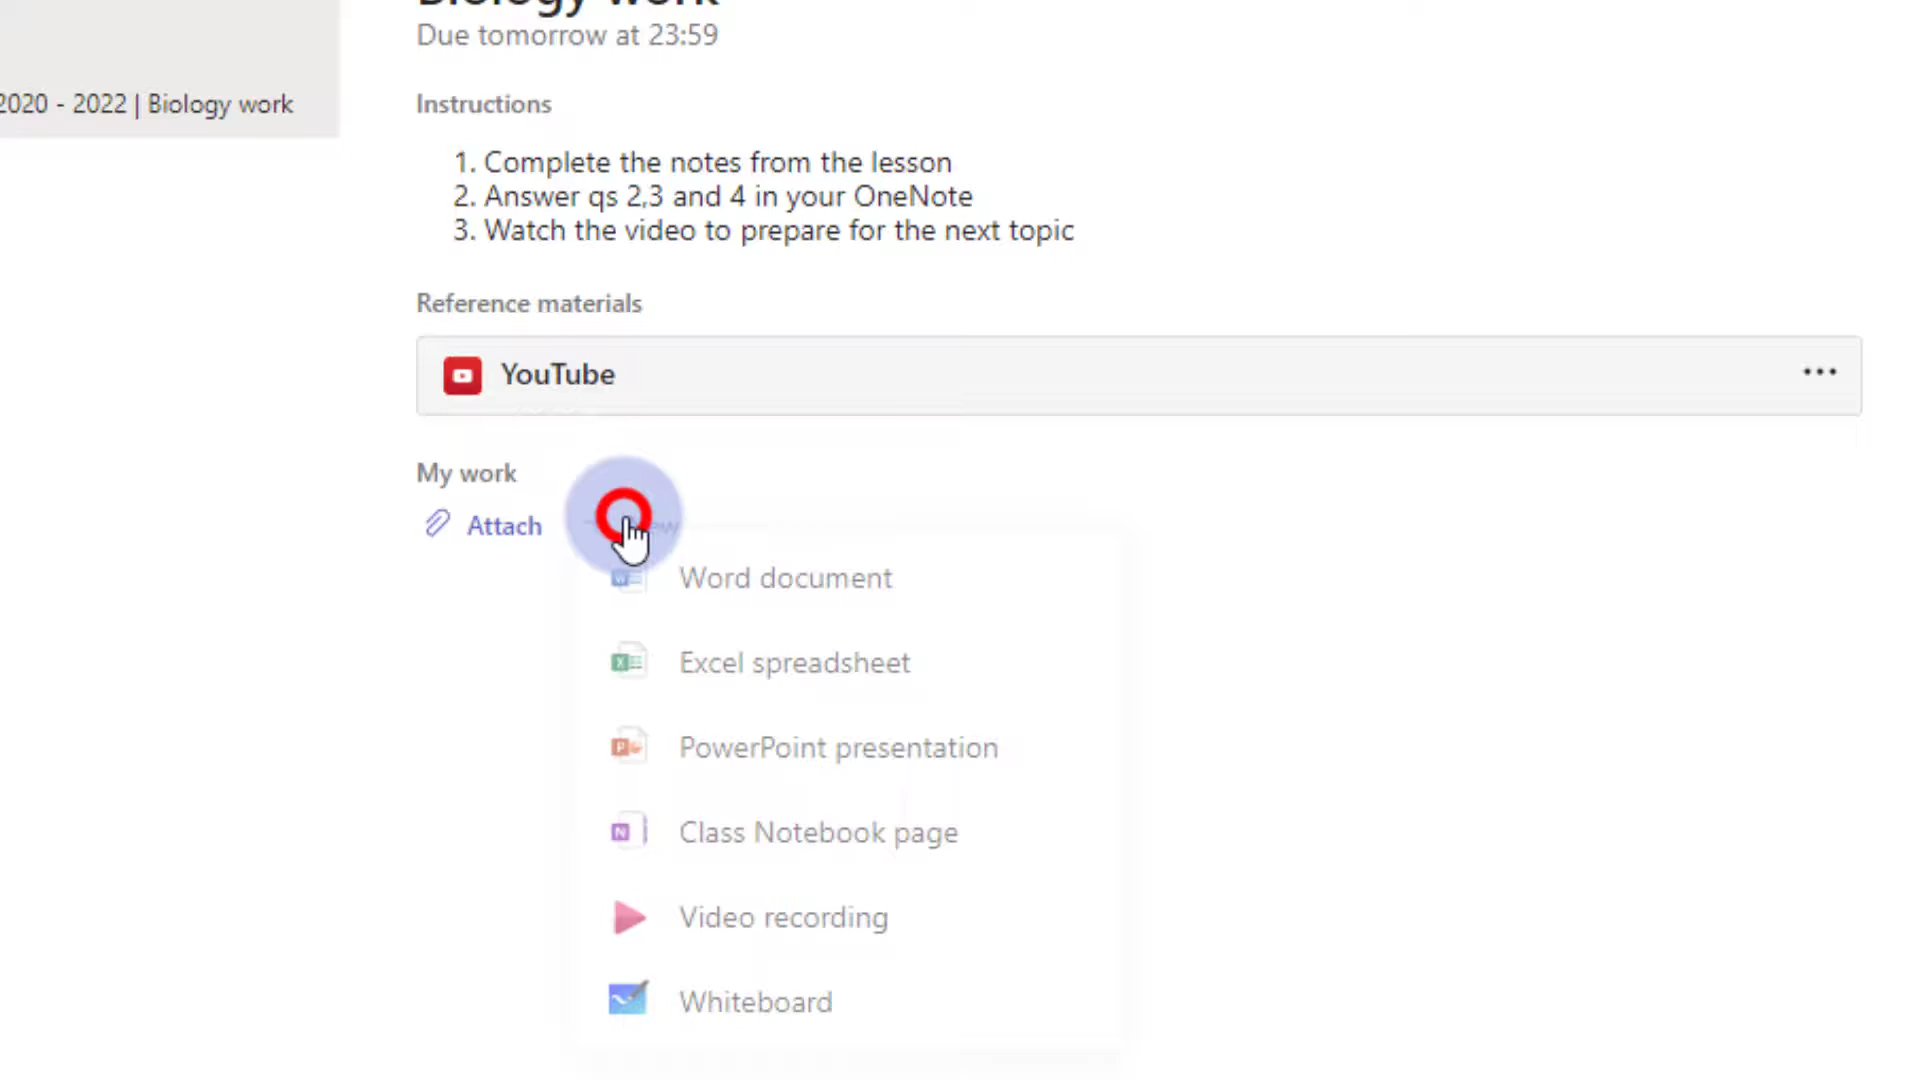 Biology work
Due tomorrow at 23:59
2020 - 2022 | Biology work
Instructions
1. Complete the notes from the lesson
2. Answer qs 2,3 and 4 in your OneNote
3. Watch the video to prepare for the next topic
Reference materials
YouTube
My work
Attach
Word document
Excel spreadsheet
PowerPoint presentation
Class Notebook page
Video recording
Whiteboard